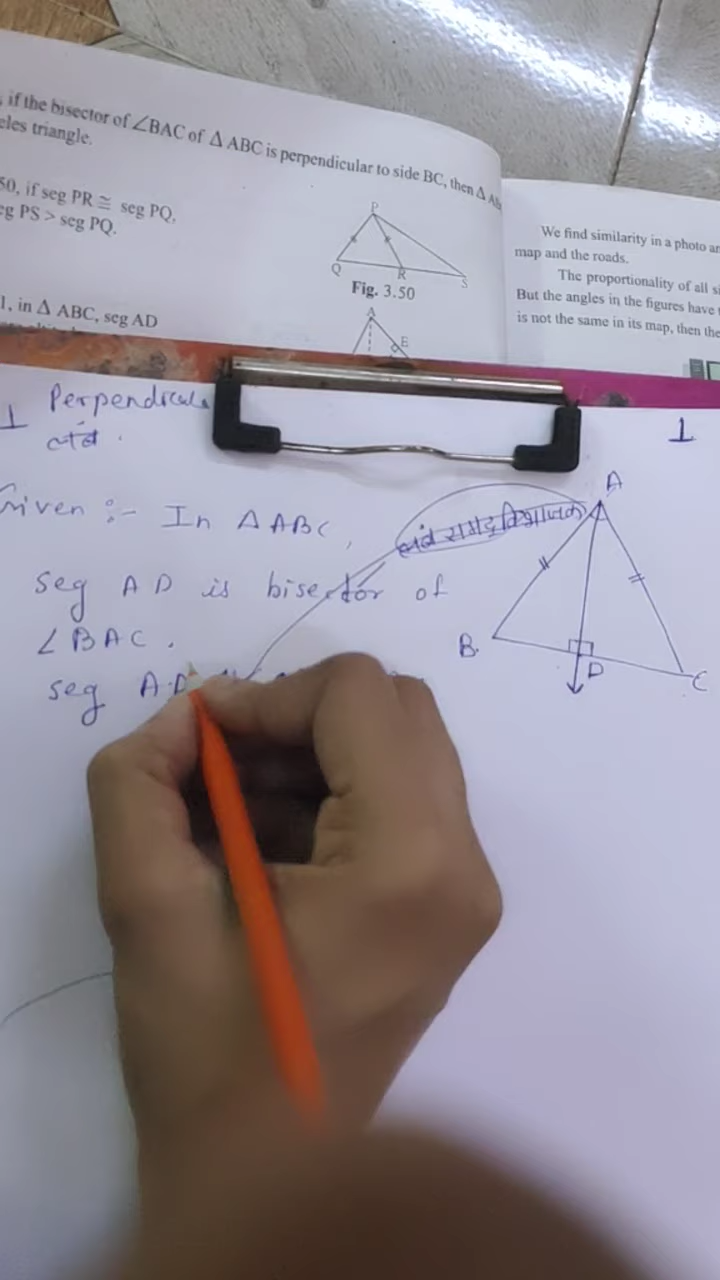 if the bisector of ∠BAC of Δ ABC is perpendicular to side BC, then Δ
eles triangle.
50, if seg PR ≅ seg PQ,
eg PS > seg PQ.
P
Q
R
S
Fig. 3.50
1, in Δ ABC, seg AD
A
E
We find similarity in a photo
map and the roads.
The proportionality of all
But the angles in the figures have
is not the same in its map, then the
⊥ Perpendicula
लंब.
⊥
Given :- In ΔABC,
लंब समद्विभाजक
seg AD is bisector of
∠BAC.
seg AD
A
B
D
C